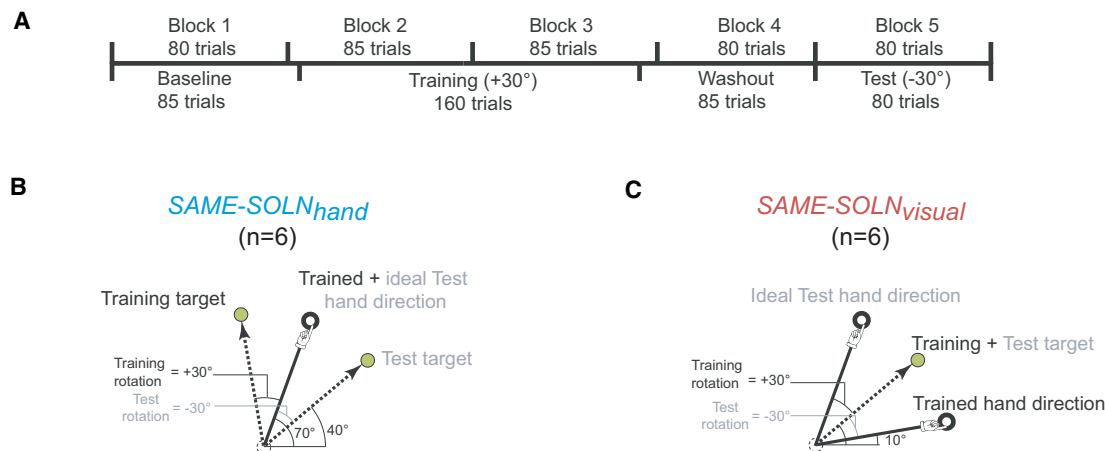 A
Block 1
80 trials
Block 2
85 trials
Block 3
85 trials
Block 4
80 trials
Block 5
80 trials
Baseline
85 trials
Training (+30°)
160 trials
Washout
85 trials
Test (-30°)
80 trials
B
SAME-SOLNhand
(n=6)
Training target
Trained + ideal Test
hand direction
Test target
Training
rotation = +30°
Test
rotation = -30°
70°
40°
C
SAME-SOLNvisual
(n=6)
Ideal Test hand direction
Training + Test target
Training
rotation = +30°
Test
rotation = -30°
Trained hand direction
10°